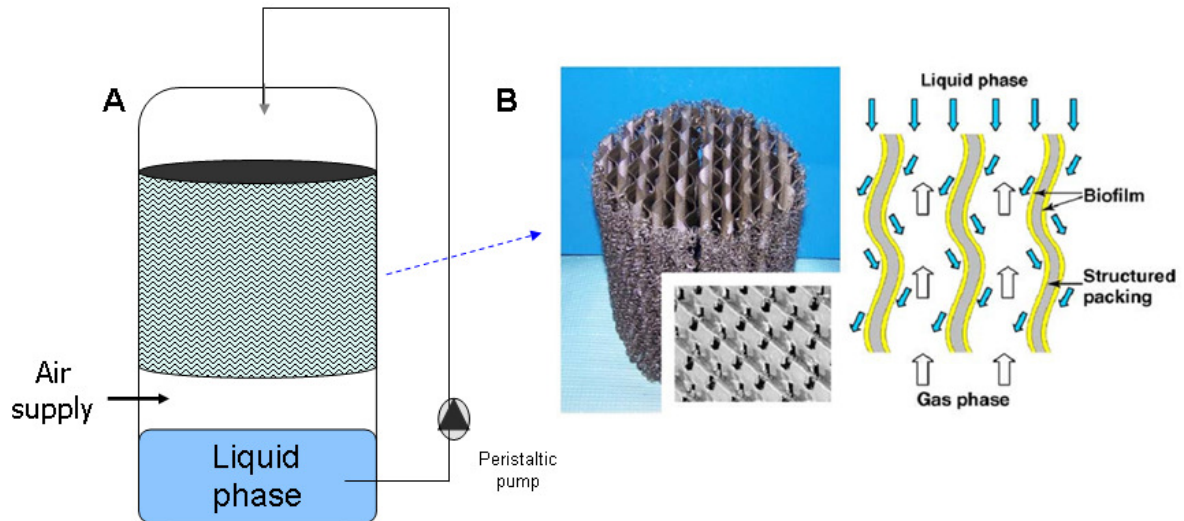 A
Air
supply
Liquid
phase
Peristaltic
pump
B
Liquid phase
Biofilm
Structured
packing
Gas phase